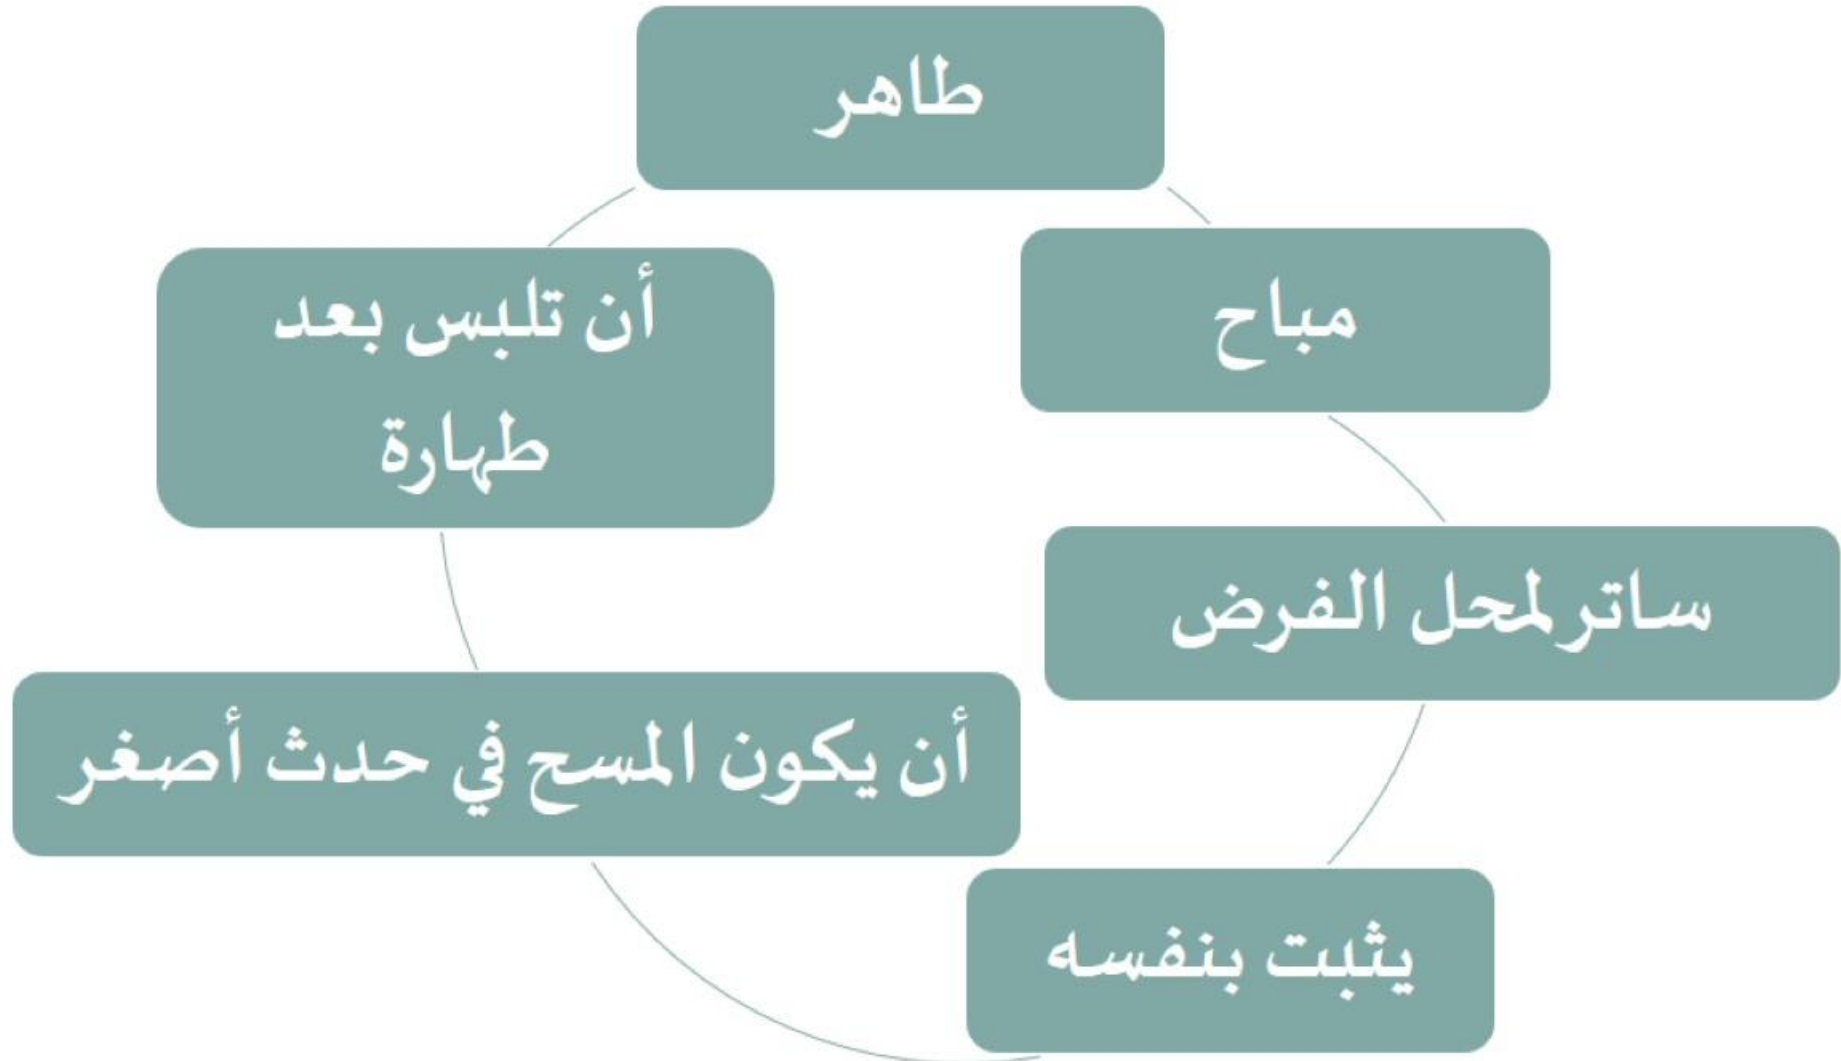 طاهر
مباح
ساتر لمحل الفرض
يثبت بنفسه
أن يكون المسح في حدث أصغر
أن تلبس بعد
طهارة